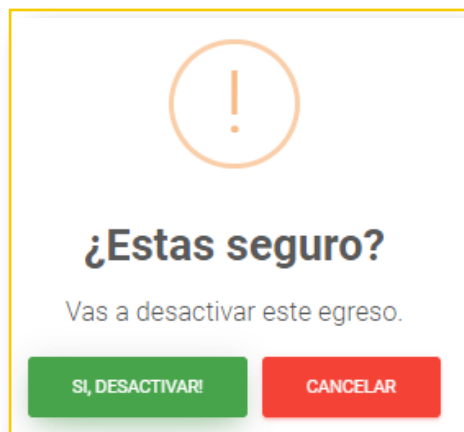 ¿Estas seguro?
Vas a desactivar este egreso.
SI, DESACTIVAR!
CANCELAR